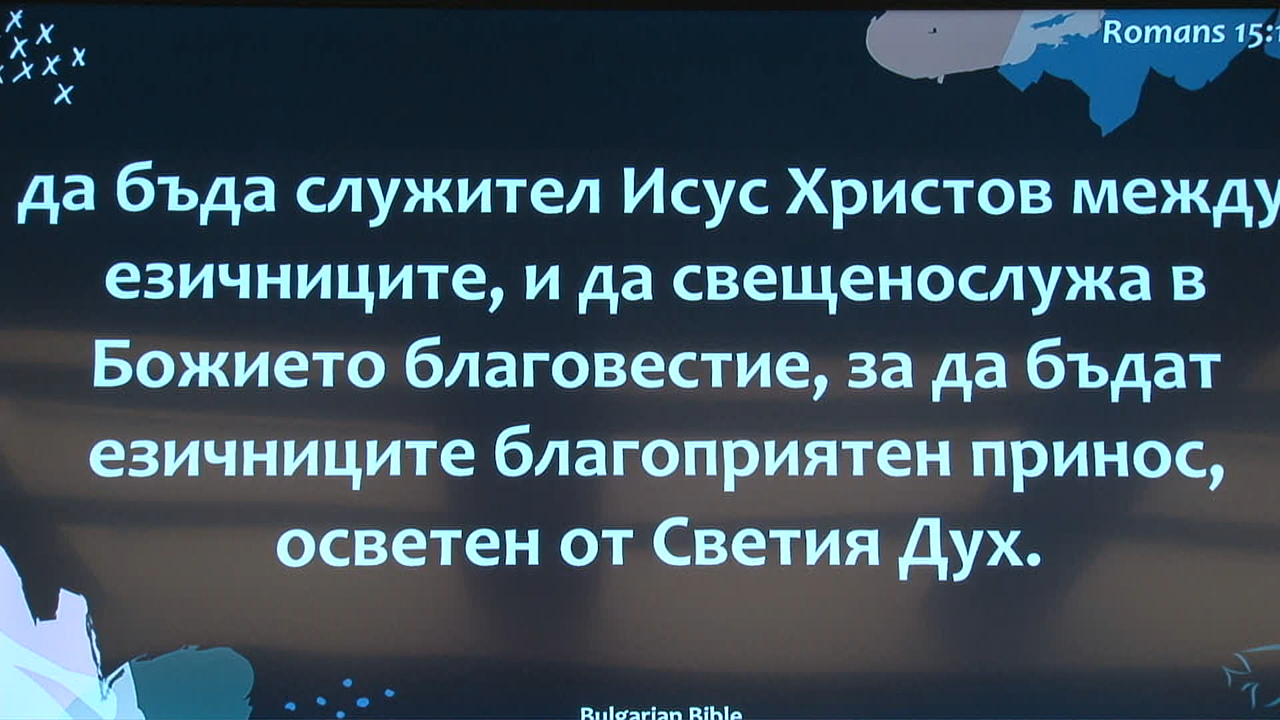 Romans 15:1
да бъда служител Исус Христов между
езичниците, и да свещенослужа в
Божието благовестие, за да бъдат
езичниците благоприятен принос,
осветен от Светия Дух.
Bulgarian Bible